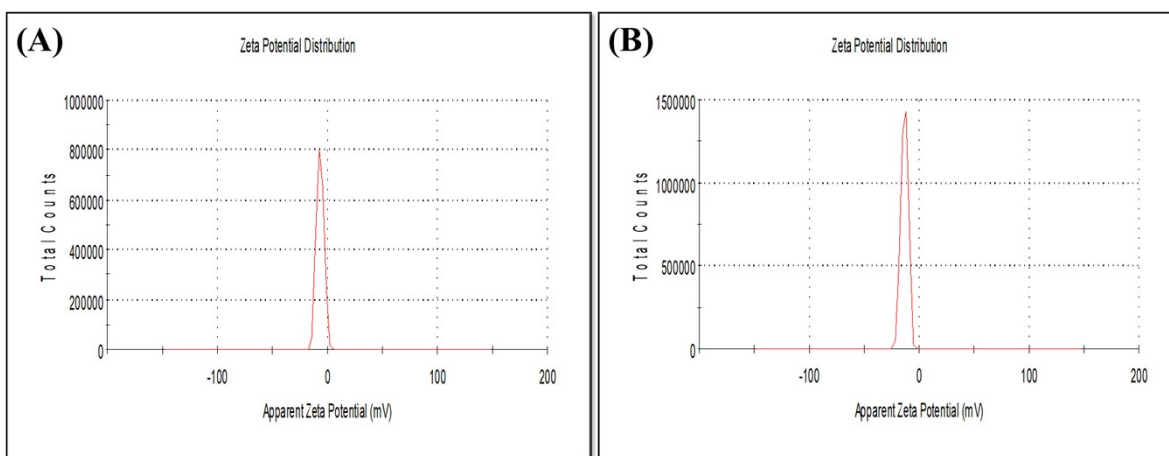 (A)
Zeta Potential Distribution
1000000
800000
600000
400000
200000
0
Total Counts
-100 0 100 200
Apparent Zeta Potential (mV)
(B)
Zeta Potential Distribution
1500000
1000000
500000
0
Total Counts
-100 0 100 200
Apparent Zeta Potential (mV)